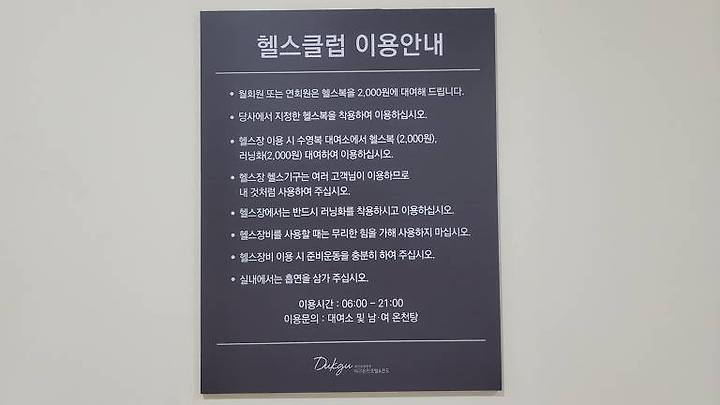 헬스클럽 이용안내
• 월회원 또는 연회원은 헬스복을 2,000원에 대여해 드립니다.
• 당사에서 지정한 헬스복을 착용하여 이용하십시오.
• 헬스장 이용 시 수영복 대여소에서 헬스복 (2,000원),
러닝화(2,000원) 대여하여 이용하십시오.
• 헬스장 헬스기구는 여러 고객님이 이용하므로
내 것처럼 사용하여 주십시오.
• 헬스장에서는 반드시 러닝화를 착용하시고 이용하십시오.
• 헬스장비를 사용할 때는 무리한 힘을 가해 사용하지 마십시오.
• 헬스장비 이용 시 준비운동을 충분히 하여 주십시오.
• 실내에서는 흡연을 삼가 주십시오.
이용시간 : 06:00 - 21:00
이용문의 : 대여소 및 남·여 온천탕
Dukgu